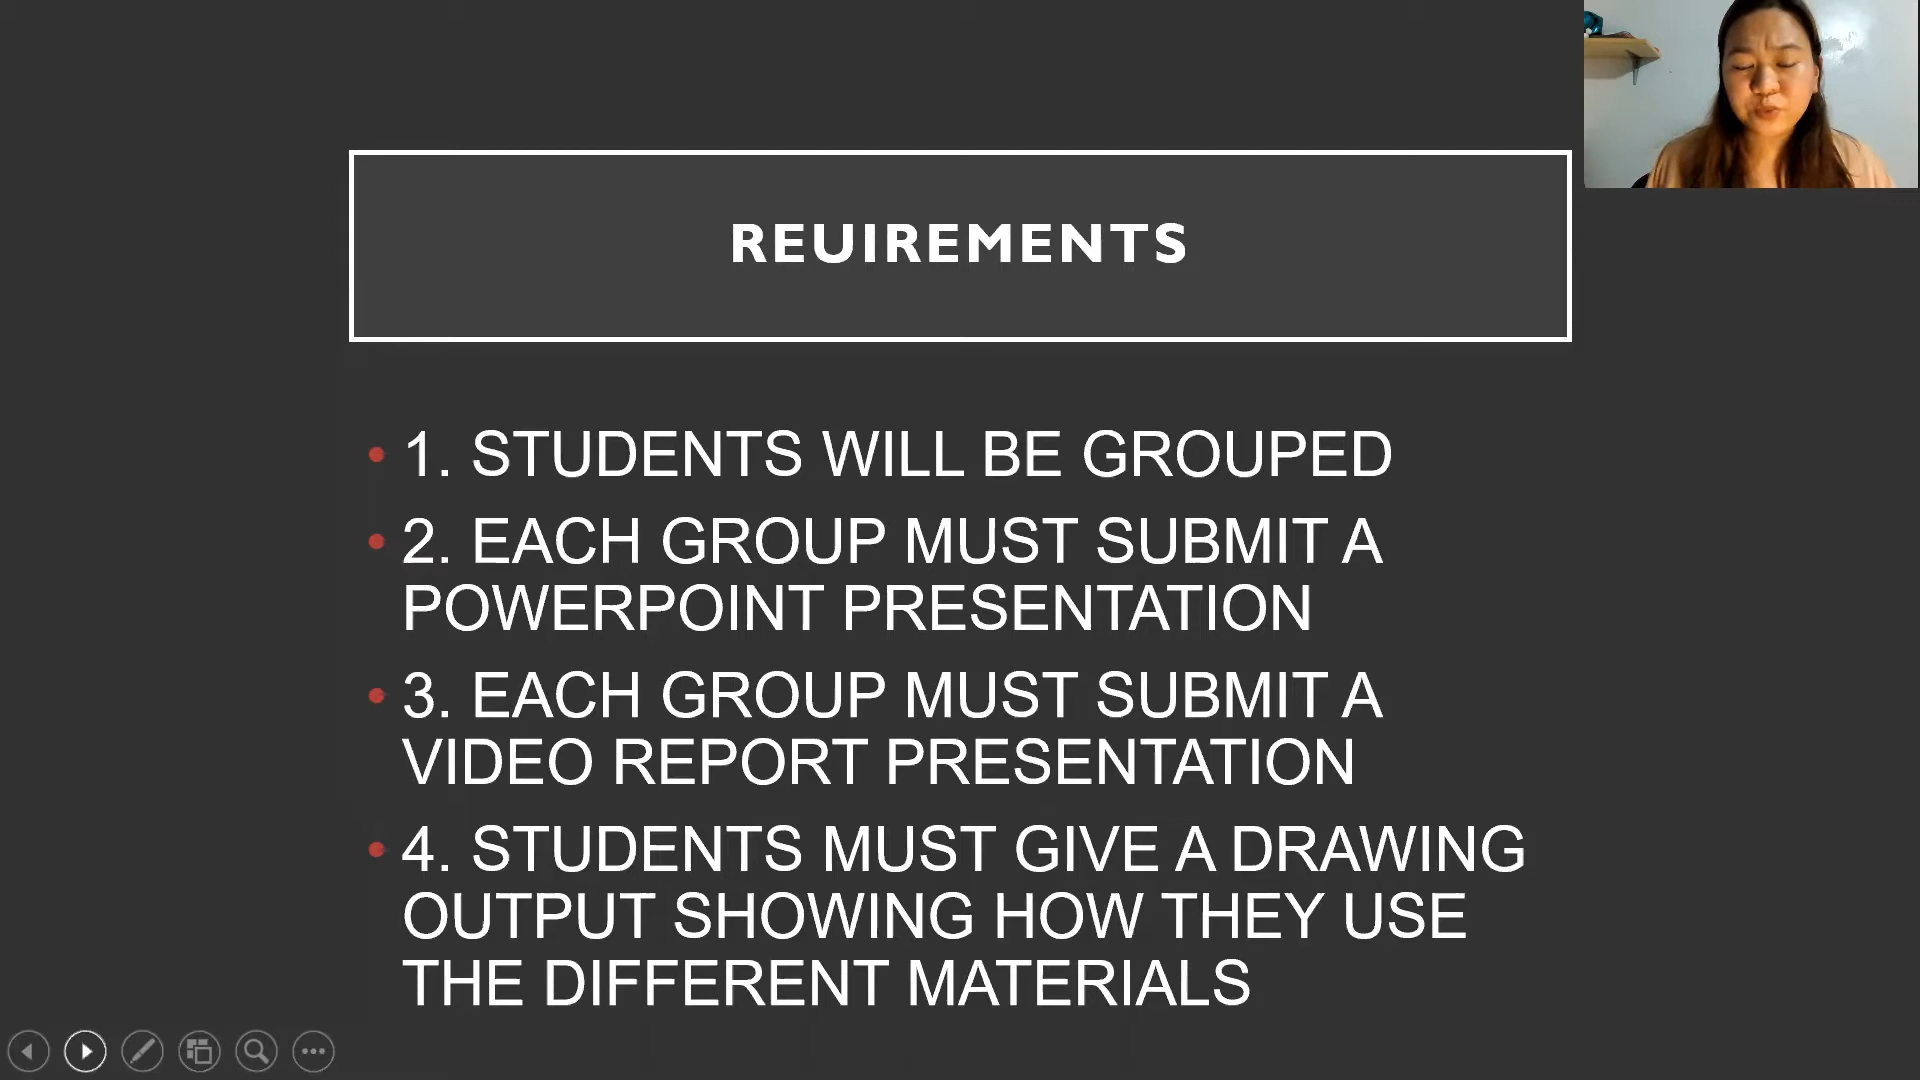 REUIREMENTS
• 1. STUDENTS WILL BE GROUPED
• 2. EACH GROUP MUST SUBMIT A
POWERPOINT PRESENTATION
• 3. EACH GROUP MUST SUBMIT A
VIDEO REPORT PRESENTATION
• 4. STUDENTS MUST GIVE A DRAWING
OUTPUT SHOWING HOW THEY USE
THE DIFFERENT MATERIALS